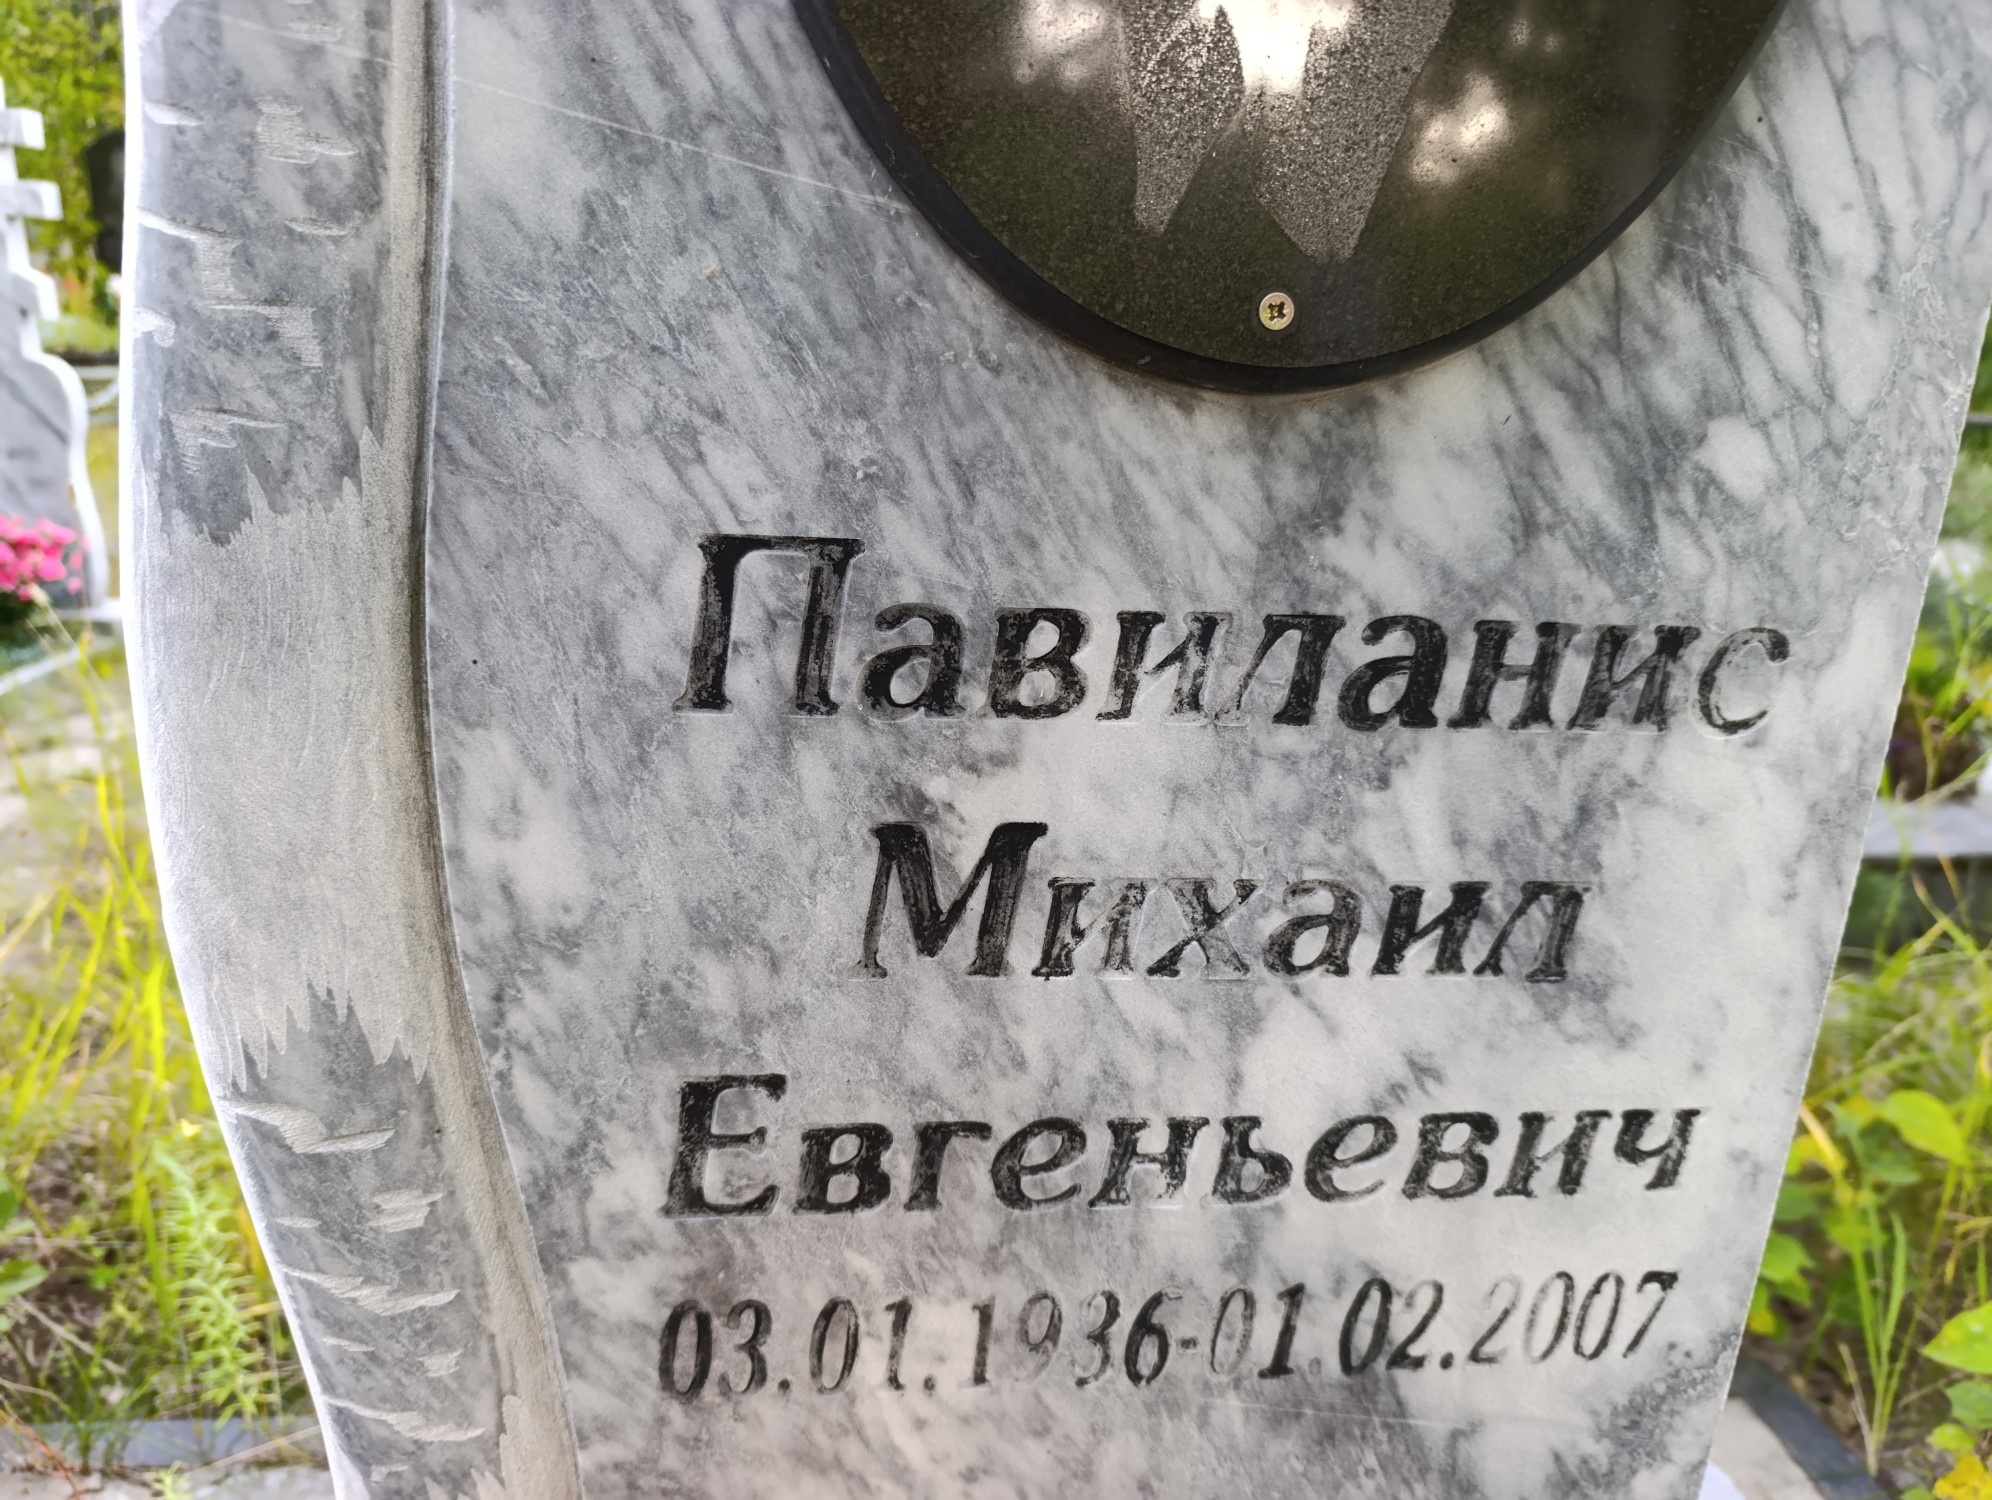 Павиланис
Михаил
Евгеньевич
03.01.1936-01.02.2007